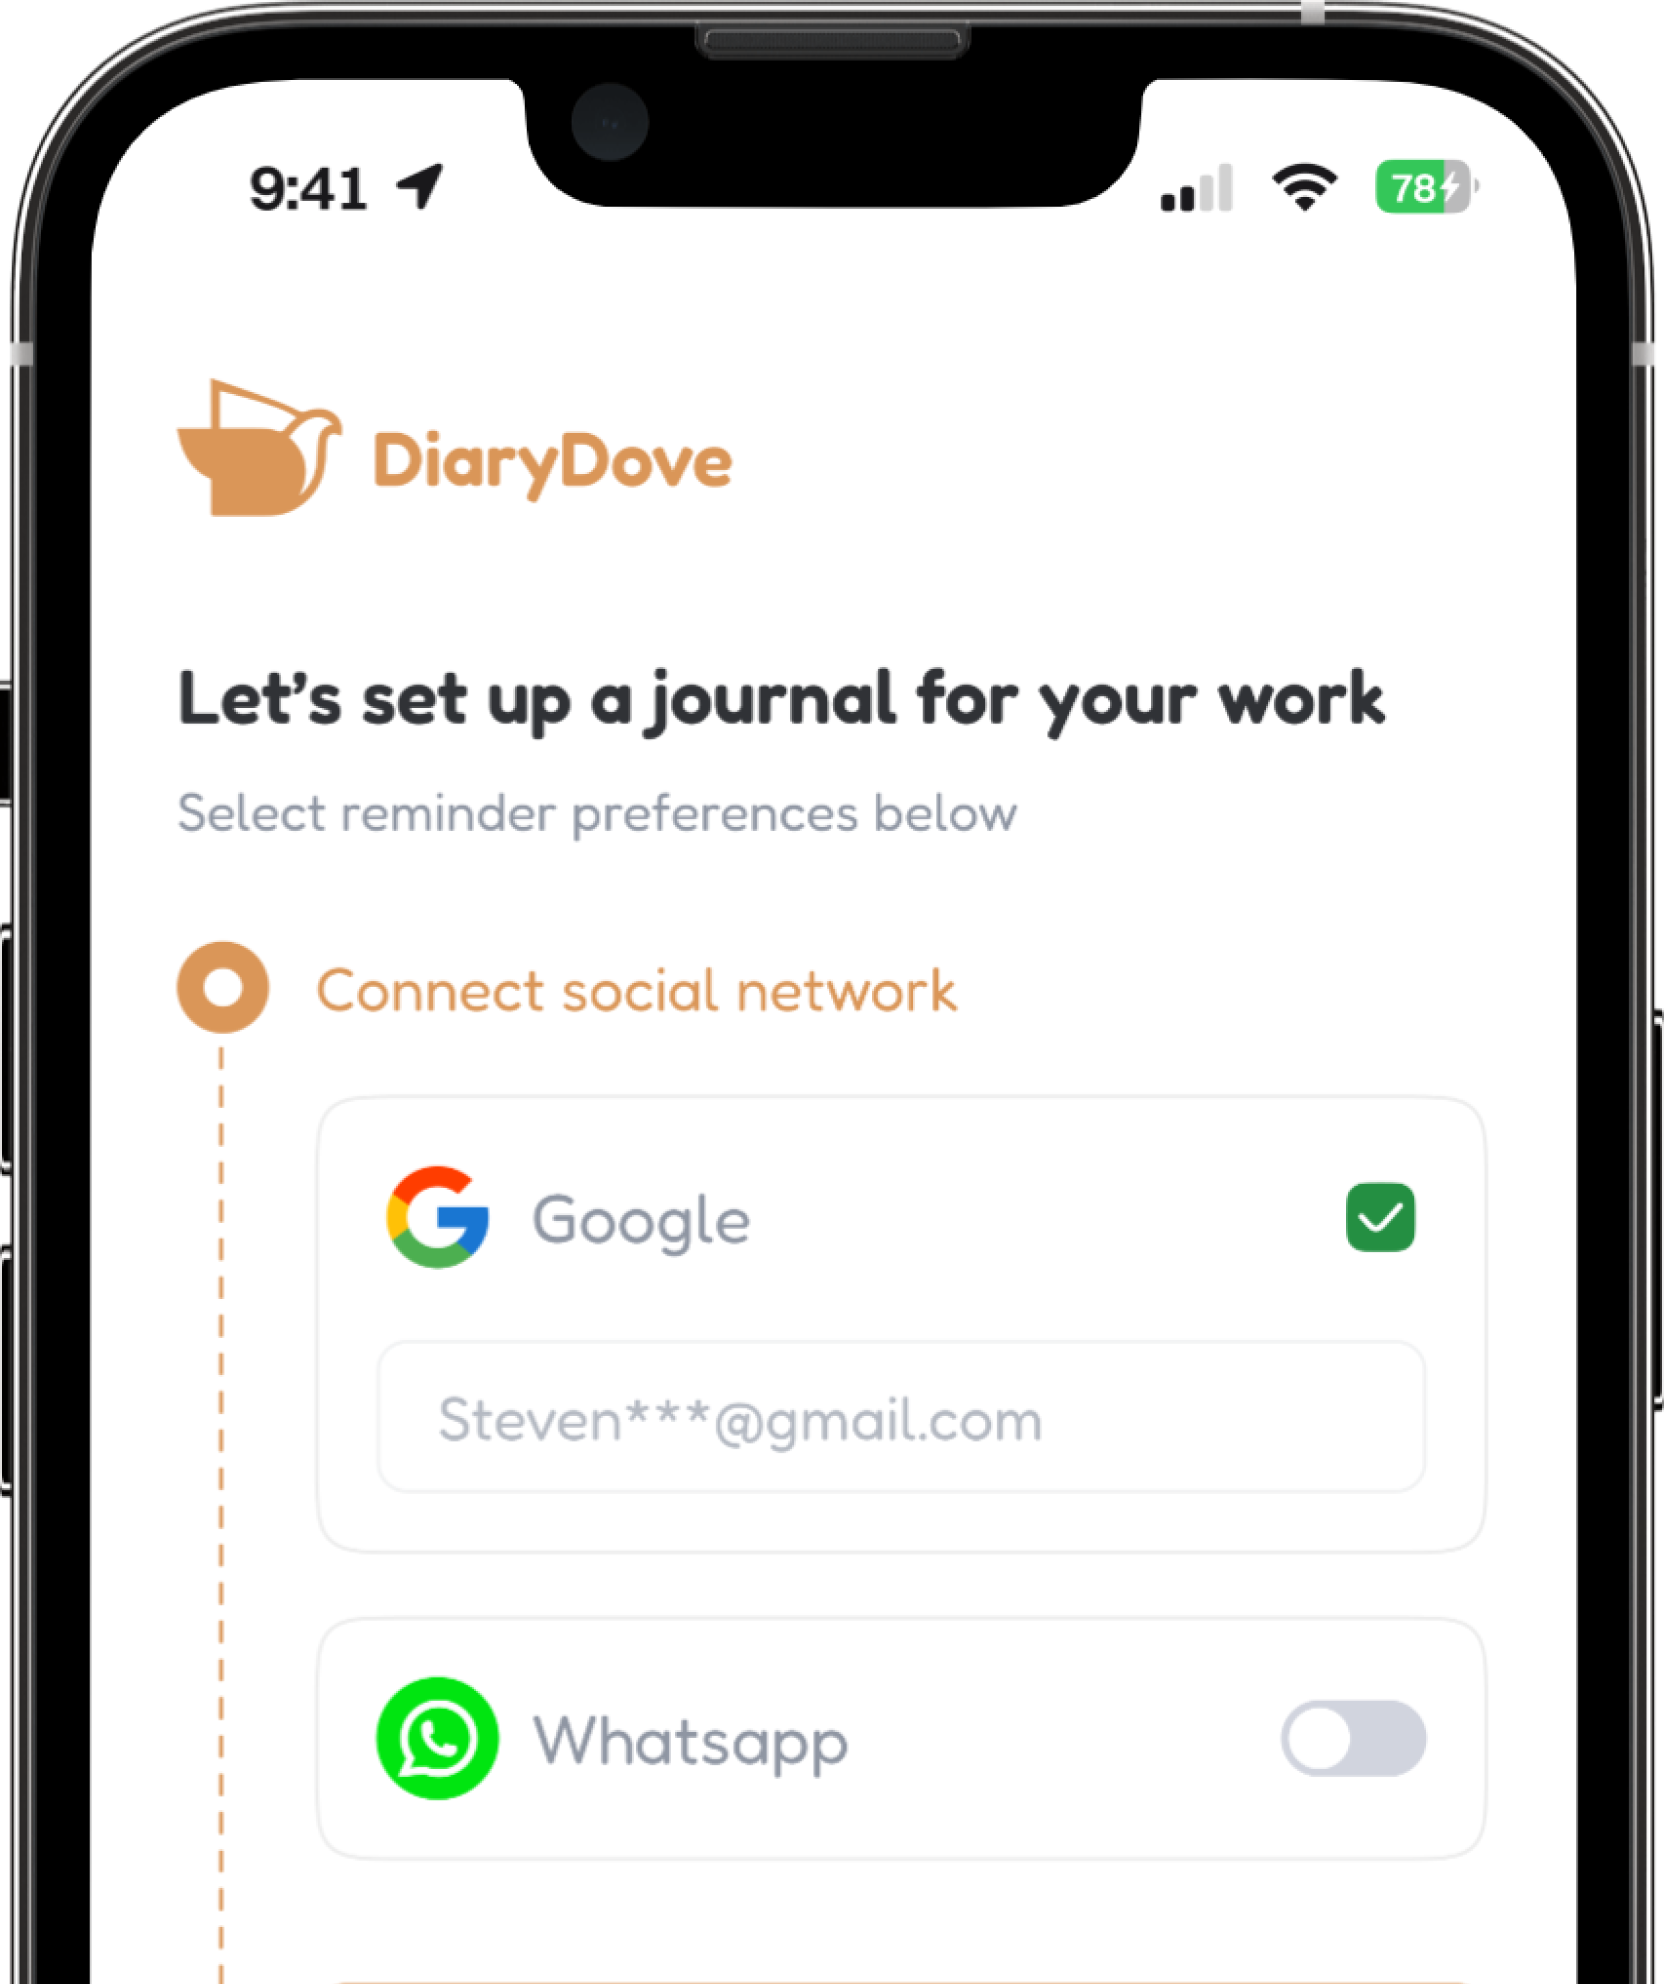 9:41
78
DiaryDove
Let's set up a journal for your work
Select reminder preferences below
Connect social network
Google
Steven***@gmail.com
Whatsapp